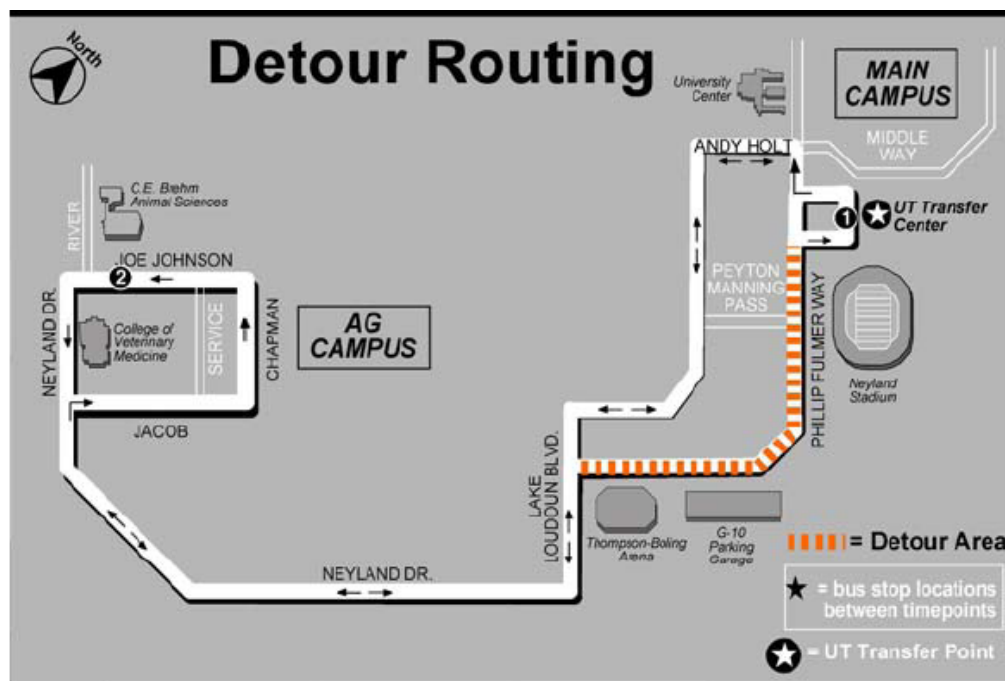 North
Detour Routing
University
Center
MAIN
CAMPUS
ANDY HOLT
MIDDLE
WAY
C.E. Brehm
Animal Sciences
RIVER
JOE JOHNSON
2
1
UT Transfer
Center
PEYTON
MANNING
PASS
NEYLAND DR.
College of
Veterinary
Medicine
SERVICE
CHAPMAN
AG
CAMPUS
PHILLIP FULMER WAY
Neyland
Stadium
JACOB
LAKE
LOUDOUN BLVD.
Thompson-Boling
Arena
G-10
Parking
Garage
= Detour Area
NEYLAND DR.
= bus stop locations
between timepoints
= UT Transfer Point